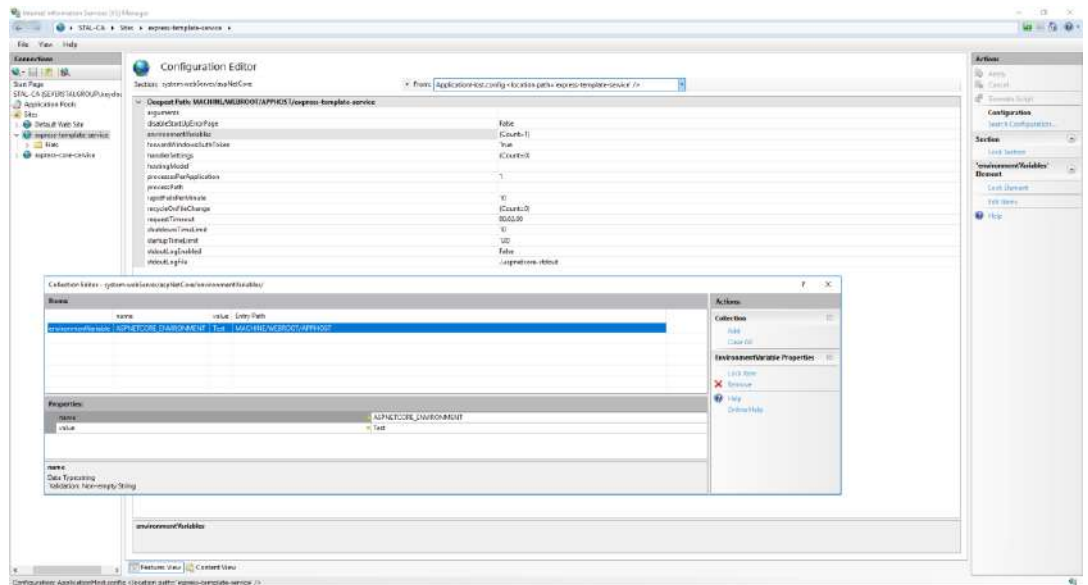 Internet Information Services (IIS) Manager
STAL-CA Sites express-template-service
File View Help
Connections
Start Page
Application Pools
Sites
Default Web Site
express-template-service
Files
express-core-service
Configuration Editor
Section: system.webServer/aspNetCore
From: ApplicationHost.config <location path='express-template-service' />
Deepest Path: MACHINE/WEBROOT/APPHOST/express-template-service
arguments
disableStartUpErrorPage False
environmentVariables (Count=1)
forwardWindowsAuthToken True
handlerSettings (Count=0)
hostingModel
processesPerApplication 1
processPath
rapidFailsPerMinute 10
recycleOnFileChange (Count=0)
requestTimeout 00:02:00
shutdownTimeLimit 10
startupTimeLimit 120
stdoutLogEnabled False
stdoutLogFile .\aspnetcore-stdout
Actions
Apply
Cancel
Generate Script
Configuration
Search Configuration...
Section
Lock Section
'environmentVariables' Element
Lock Element
Edit Items
Help
Collection Editor - system.webServer/aspNetCore/environmentVariables/
Items
name value Entry Path
environmentVariable ASPNETCORE_ENVIRONMENT Test MACHINE/WEBROOT/APPHOST
Properties
name ASPNETCORE_ENVIRONMENT
value Test
name
Data Type:string
Validation: Non-empty String
Actions
Collection
Add
Clear All
EnvironmentVariable Properties
Lock Item
Remove
Help
Online Help
environmentVariables
Features View Content View
Configuration: ApplicationHost.config <location path='express-template-service' />